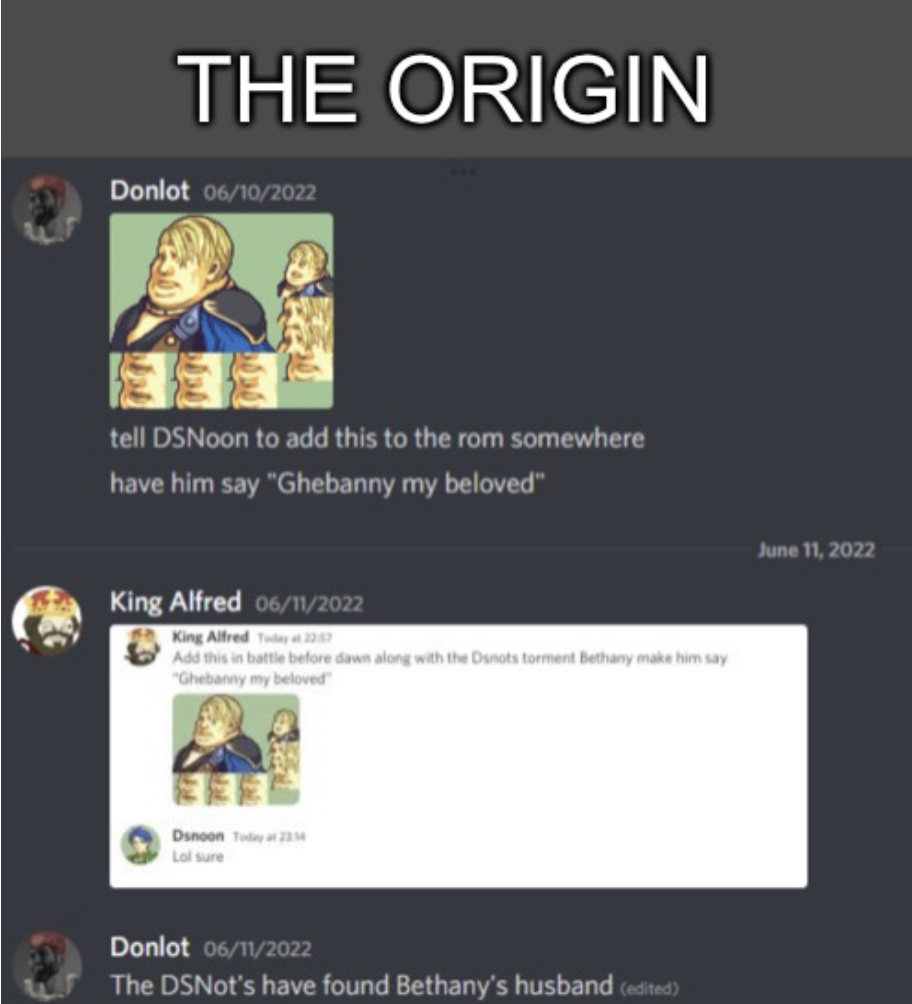 THE ORIGIN
Donlot 06/10/2022
tell DSNoon to add this to the rom somewhere
have him say "Ghebanny my beloved"
June 11, 2022
King Alfred 06/11/2022
King Alfred Today at 22:57
Add this in battle before dawn along with the Dsnots torment Bethany make him say
"Ghebanny my beloved"
Dsnoon Today at 23:14
Lol sure
Donlot 06/11/2022
The DSNot's have found Bethany's husband (edited)